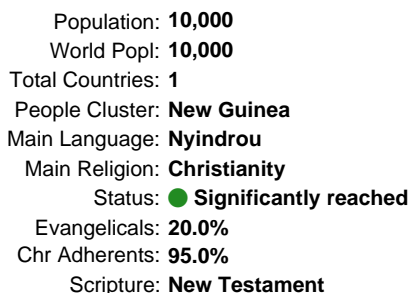 Population: 10,000
World Popl: 10,000
Total Countries: 1
People Cluster: New Guinea
Main Language: Nyindrou
Main Religion: Christianity
Status: Significantly reached
Evangelicals: 20.0%
Chr Adherents: 95.0%
Scripture: New Testament